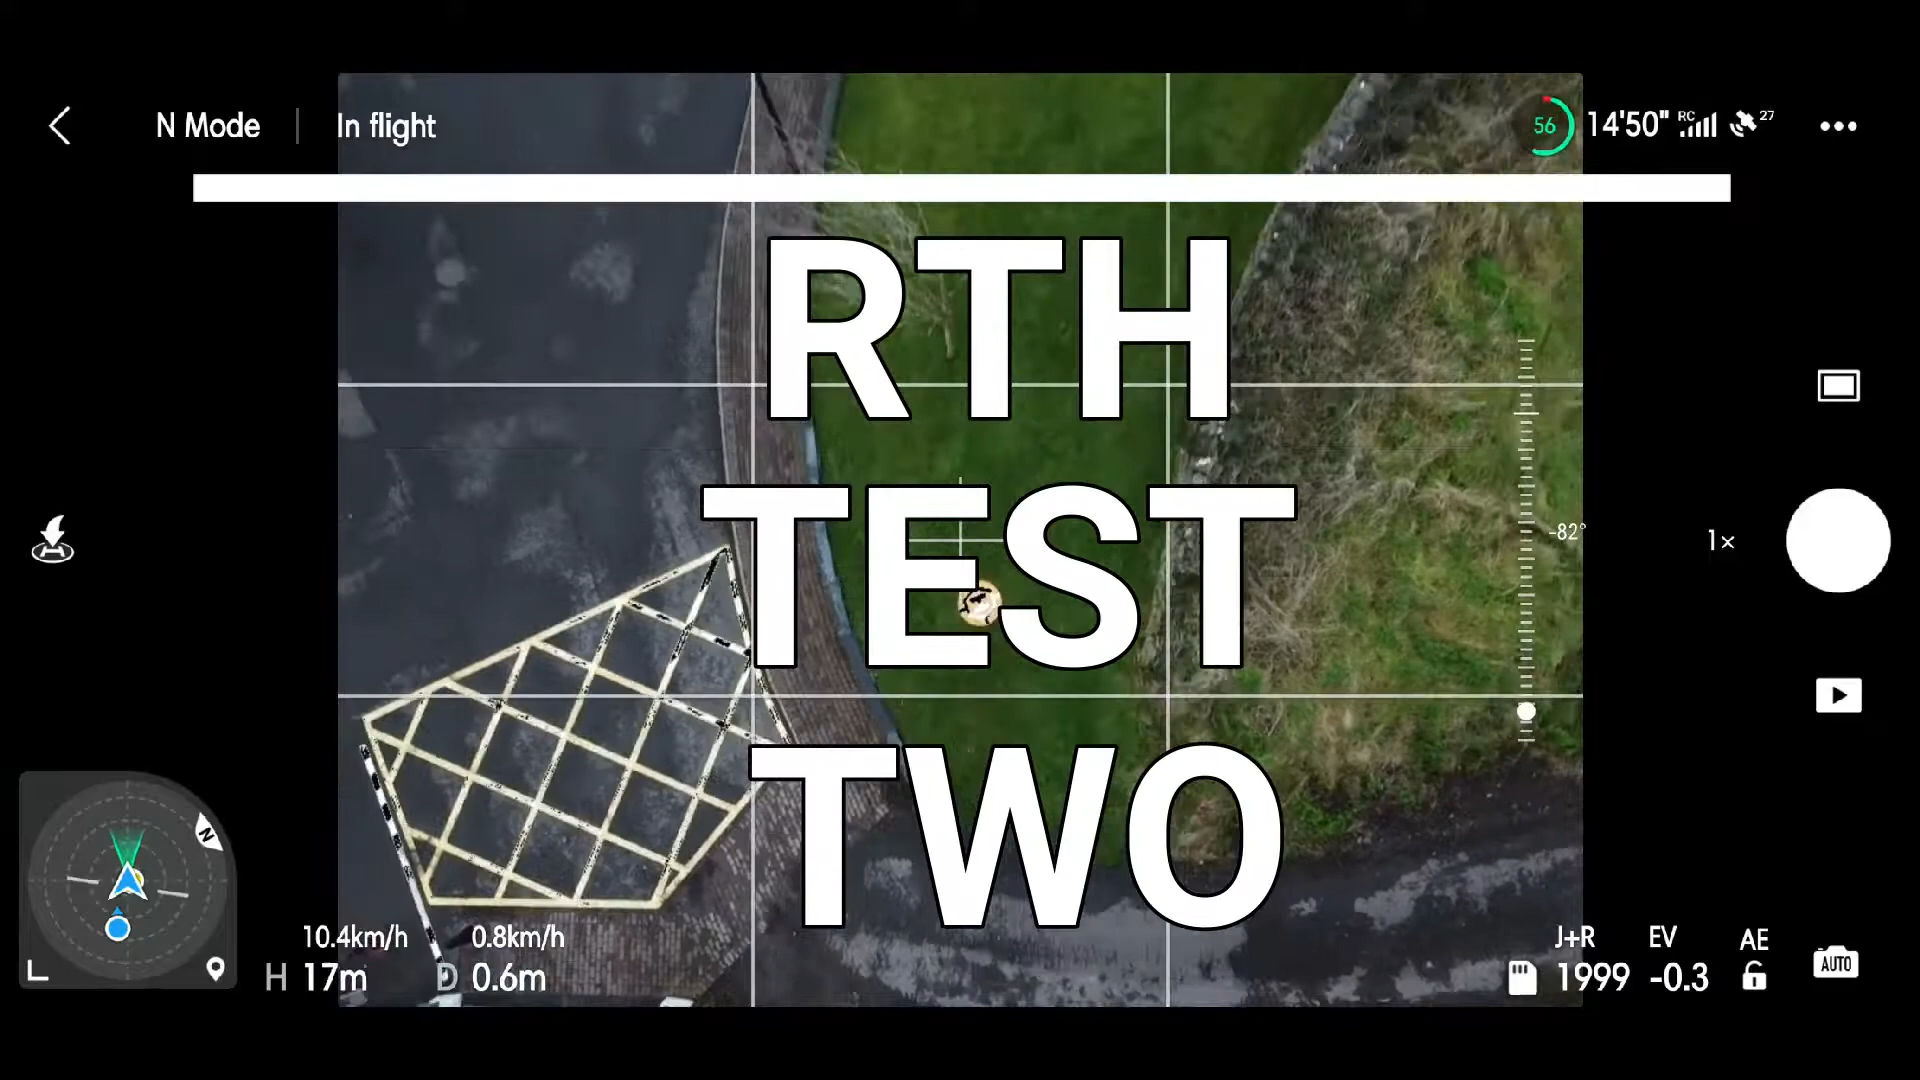 N Mode | In flight
56 14'50" RC 27
RTH
TEST
TWO
-82°
1×
N
10.4km/h 0.8km/h
H 17m D 0.6m
J+R EV AE
1999 -0.3
AUTO